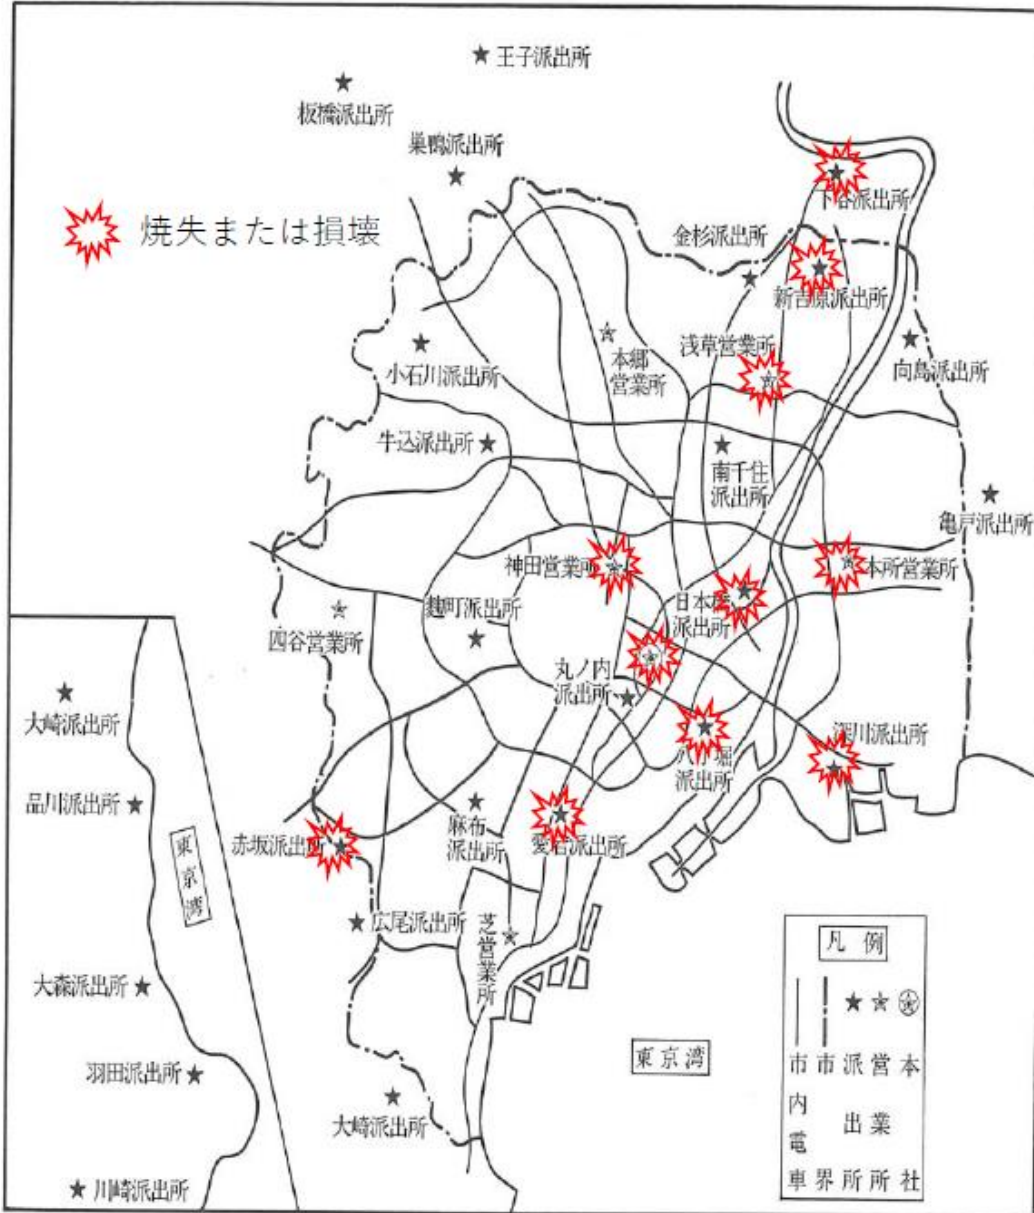 王子派出所
板橋派出所
巣鴨派出所
焼失または損壊
下谷派出所
金杉派出所
新吉原派出所
浅草営業所
本郷
営業所
小石川派出所
向島派出所
牛込派出所
南千住
派出所
亀戸派出所
神田営業所
本所営業所
麹町派出所
日本橋
派出所
四谷営業所
丸ノ内
派出所
大崎派出所
深川派出所
八丁堀
派出所
品川派出所
麻布
派出所
赤坂派出所
愛宕派出所
東京湾
広尾派出所
芝営業所
大森派出所
東京湾
羽田派出所
大崎派出所
川崎派出所
凡例
市内電車
市界
派出所
営業所
本社